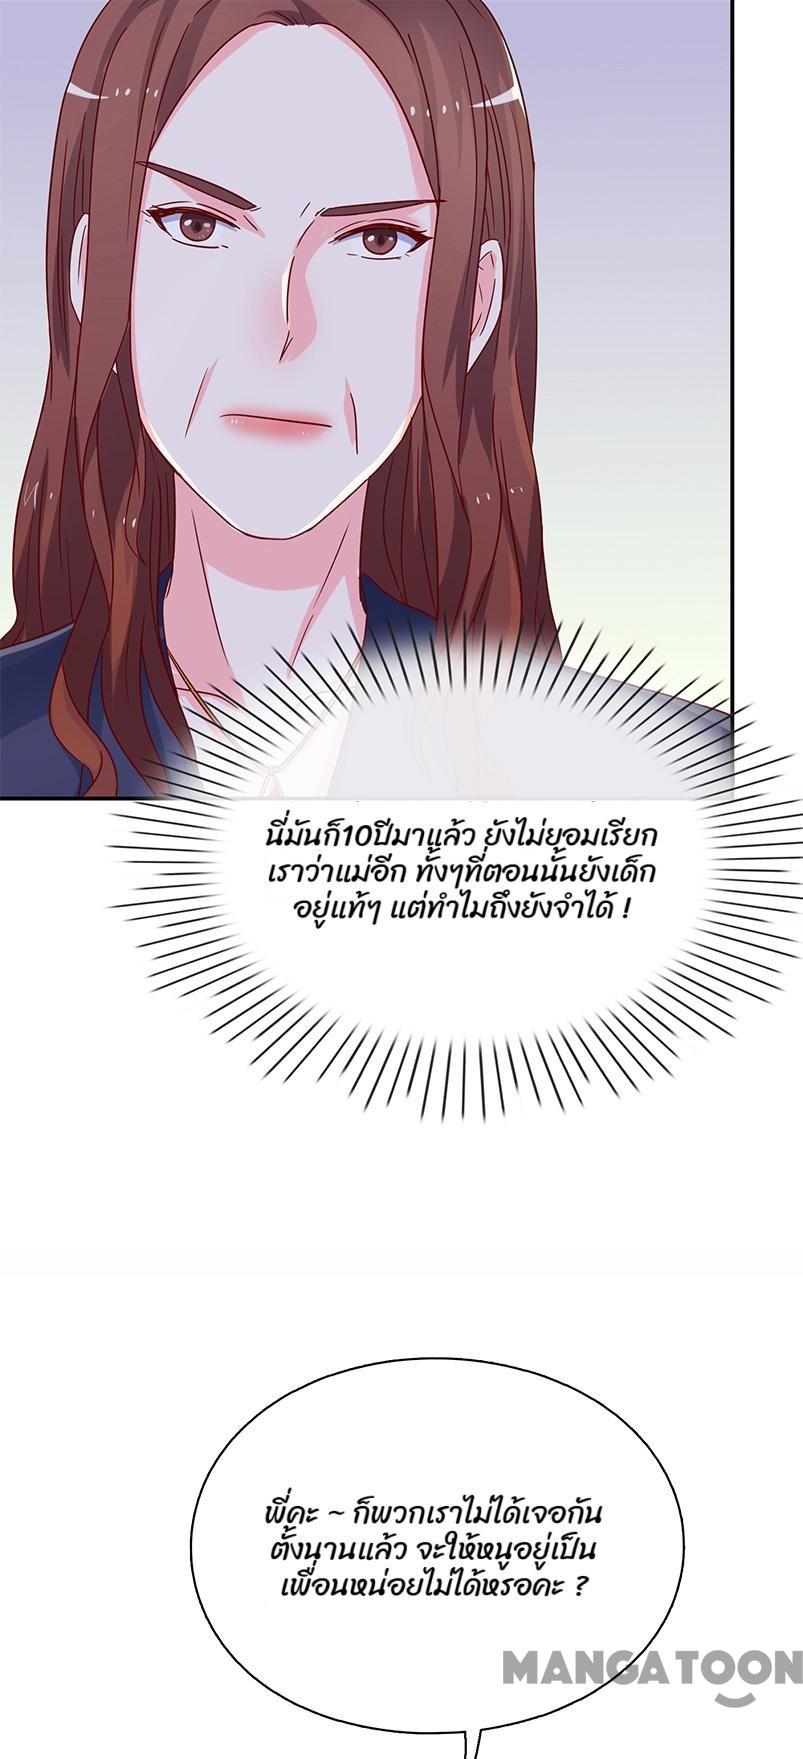 นี่มันก็10ปีมาแล้ว ยังไม่ยอมเรียก
เราว่าแม่อีก ทั้งๆที่ตอนนั้นยังเด็ก
อยู่แท้ๆ แต่ทำไมถึงยังจำได้ !
พี่คะ ~ ก็พวกเราไม่ได้เจอกัน
ตั้งนานแล้ว จะให้หนูอยู่เป็น
เพื่อนหน่อยไม่ได้หรอคะ ?
MANGATOON